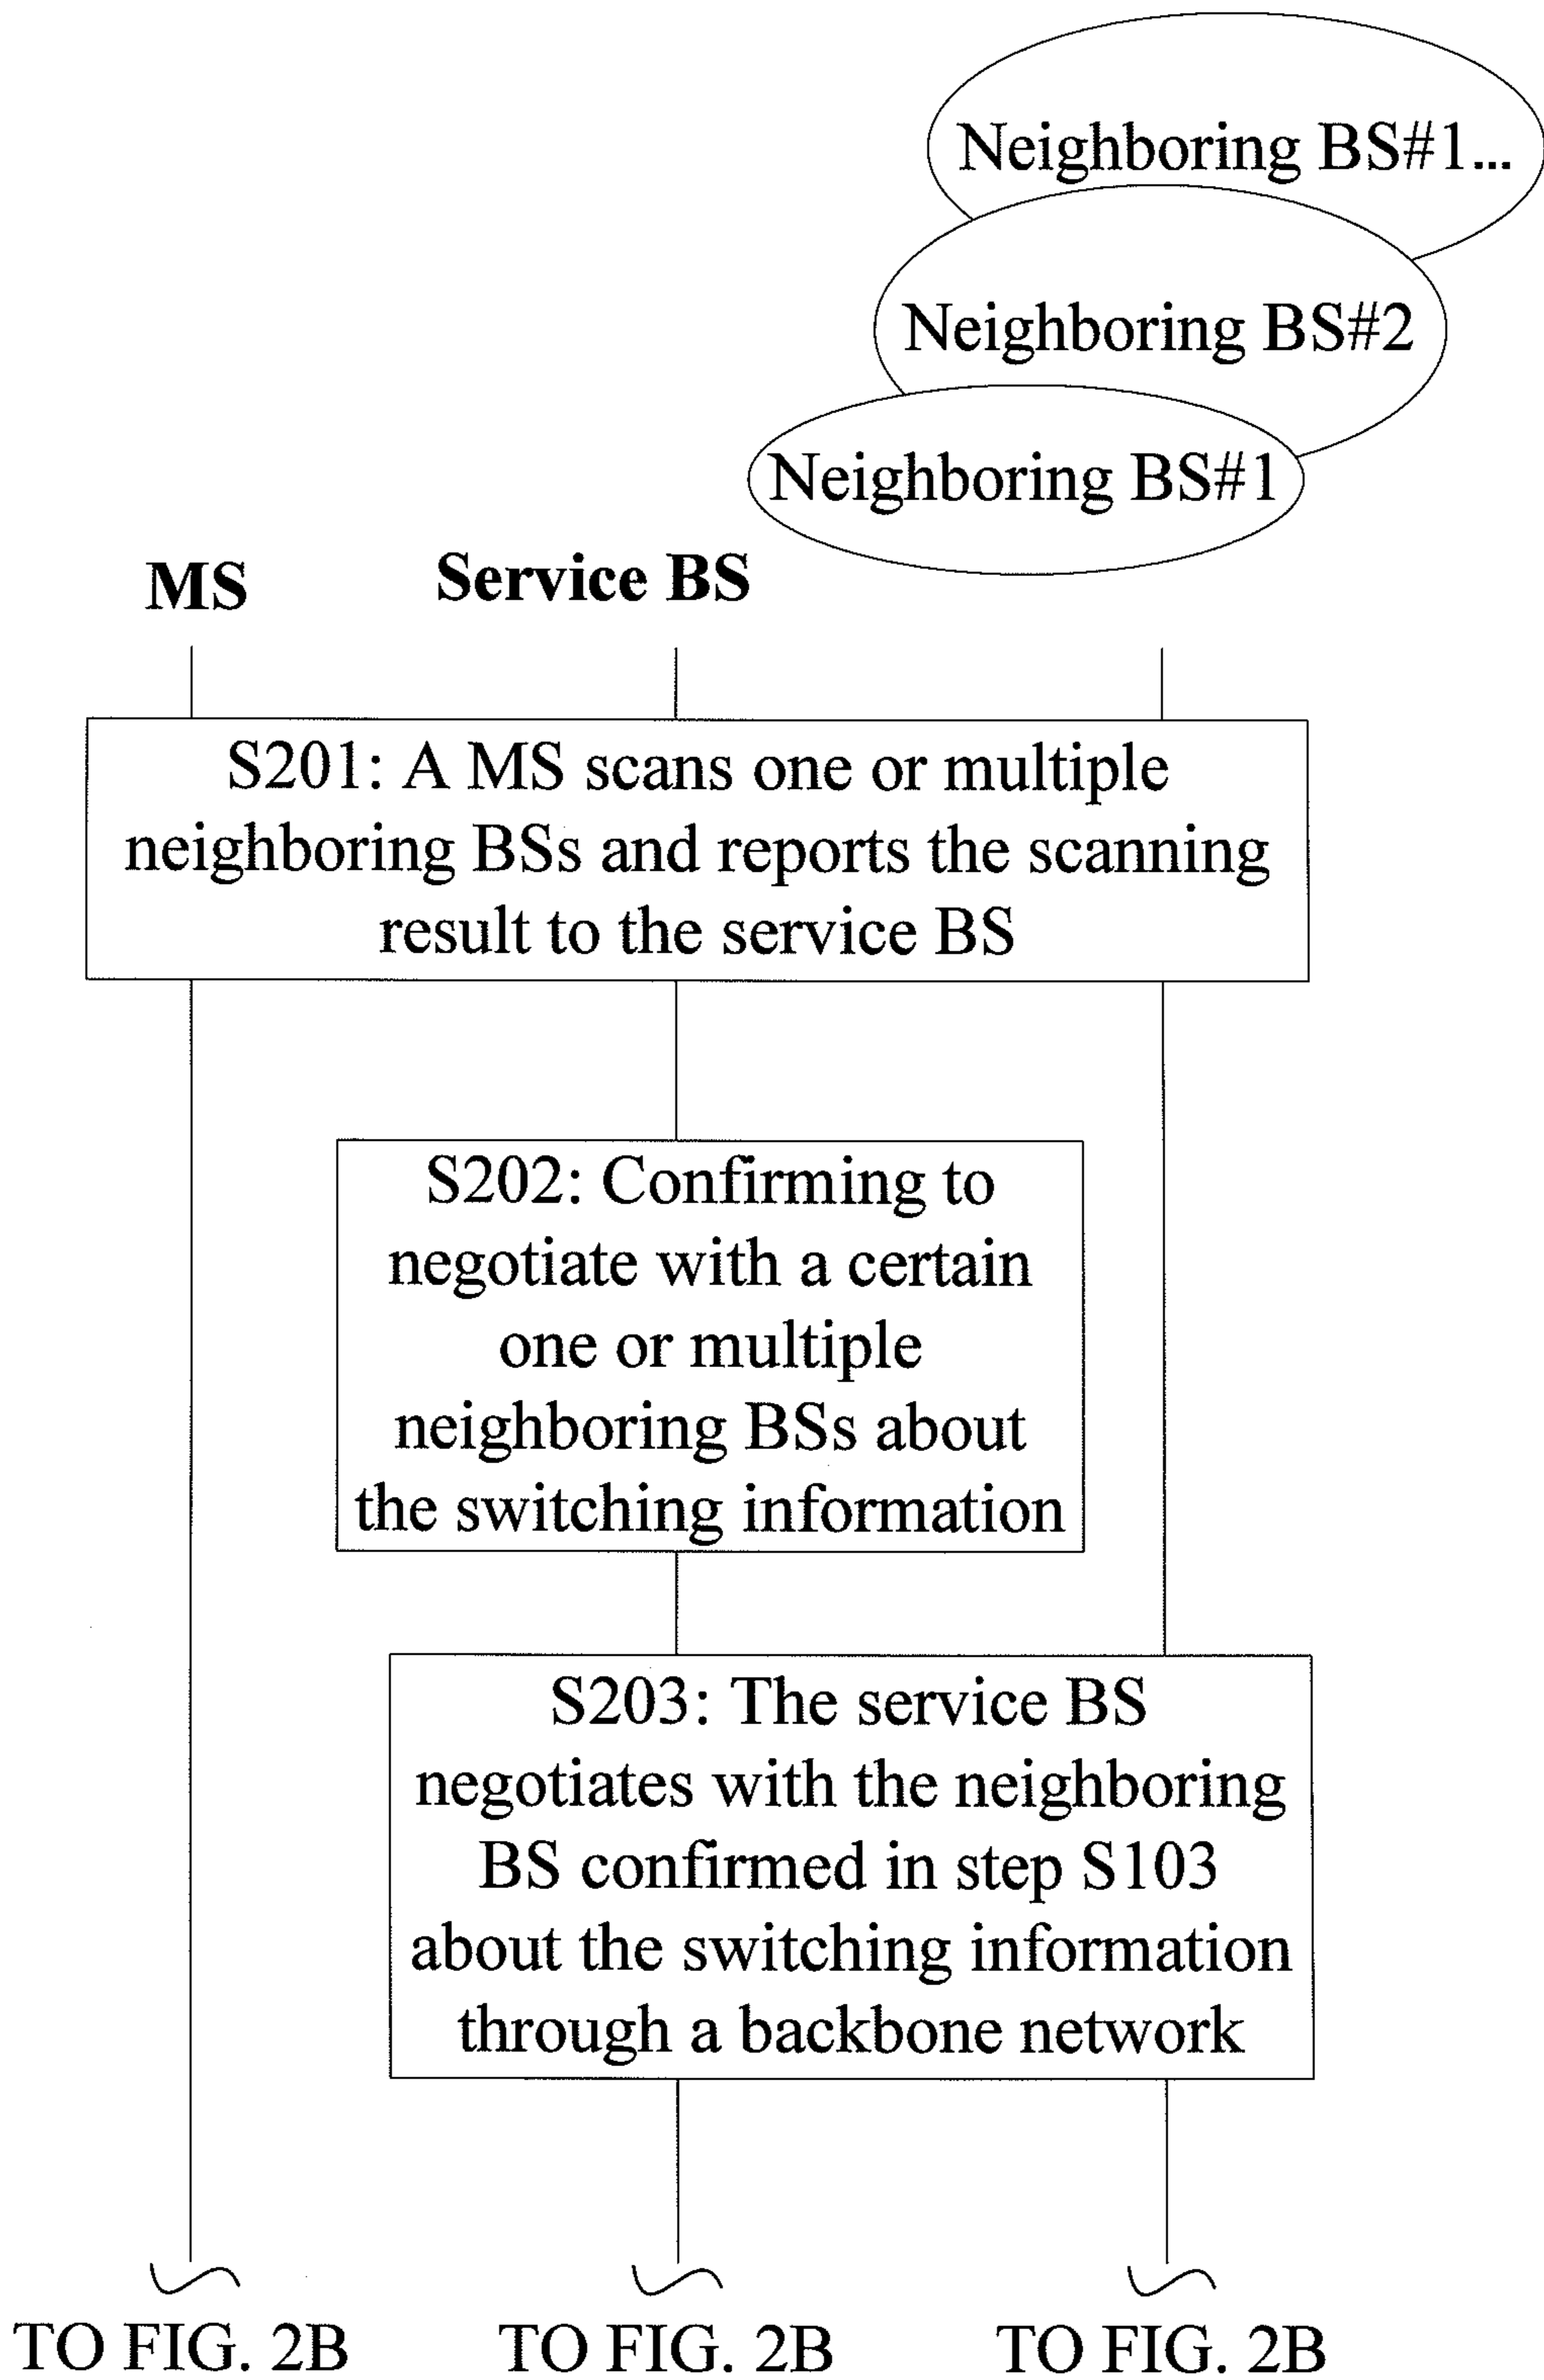 Neighboring BS#1...
Neighboring BS#2
Neighboring BS#1
MS
Service BS
S201: A MS scans one or multiple
neighboring BSs and reports the scanning
result to the service BS
S202: Confirming to
negotiate with a certain
one or multiple
neighboring BSs about
the switching information
S203: The service BS
negotiates with the neighboring
BS confirmed in step S103
about the switching information
through a backbone network
TO FIG. 2B
TO FIG. 2B
TO FIG. 2B